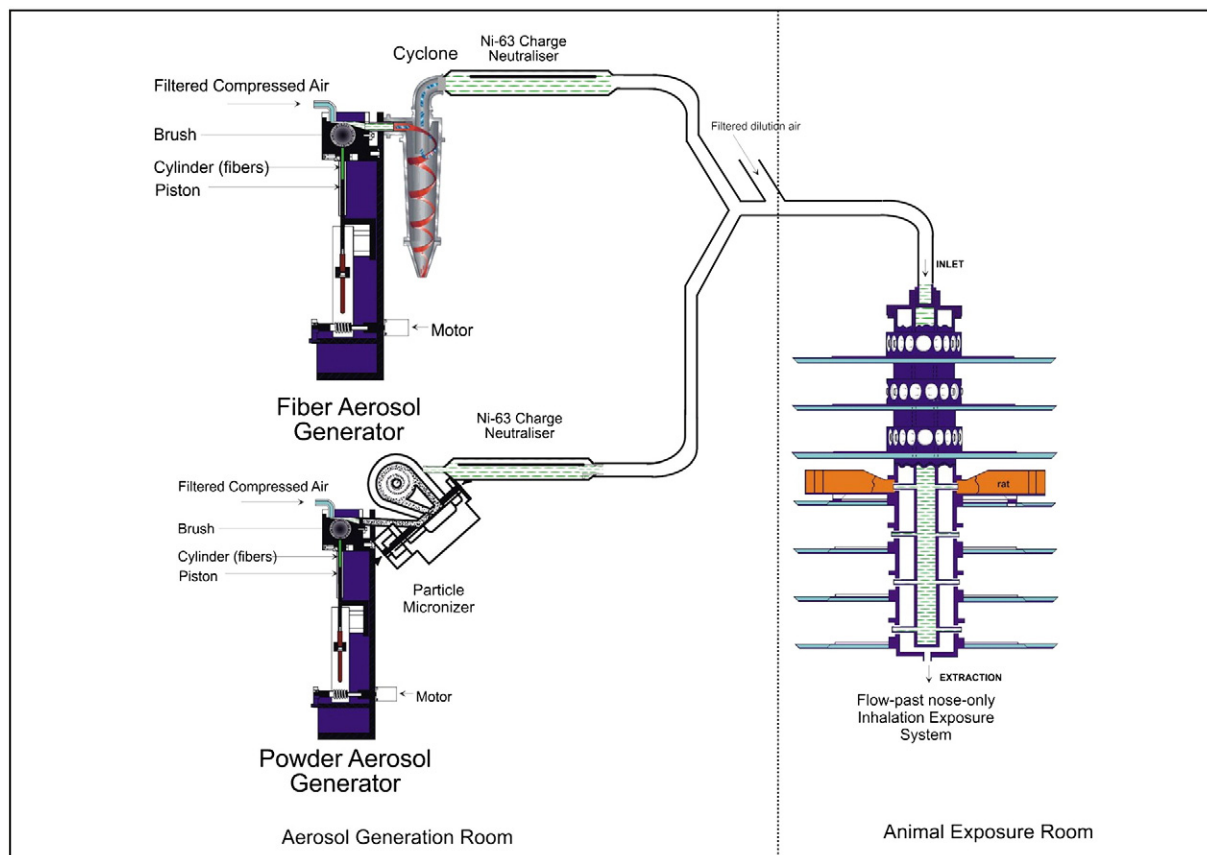 Ni-63 Charge
Neutraliser
Cyclone
Filtered Compressed Air
Brush
Cylinder (fibers)
Piston
Motor
Fiber Aerosol
Generator
Filtered dilution air
INLET
rat
EXTRACTION
Flow-past nose-only
Inhalation Exposure
System
Ni-63 Charge
Neutraliser
Filtered Compressed Air
Brush
Cylinder (fibers)
Piston
Particle
Micronizer
Motor
Powder Aerosol
Generator
Aerosol Generation Room
Animal Exposure Room